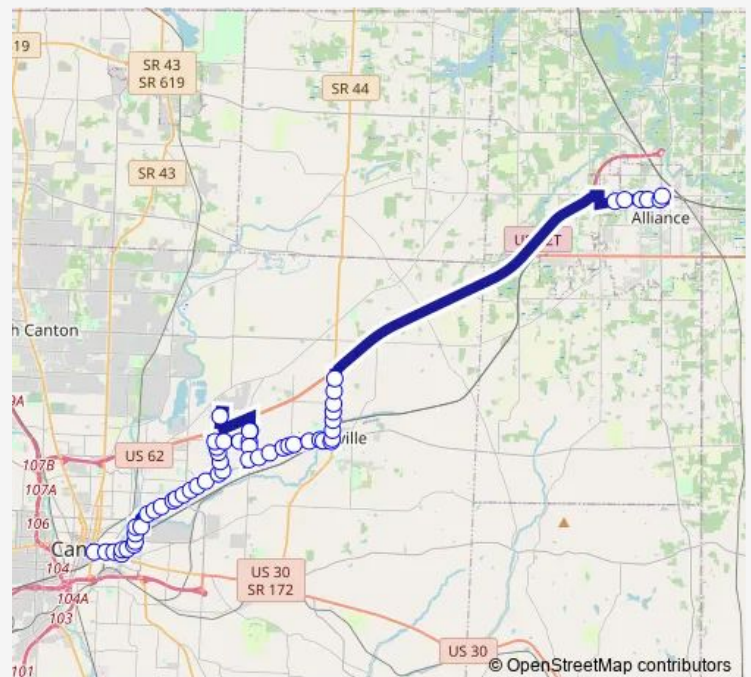 19
SR 43
SR 619
SR 44
SR 43
Alliance
h Canton
ville
9A
US 62
107B
107A
106
Can
104
104A
103
101
US 30
SR 172
US 30
© OpenStreetMap contributors